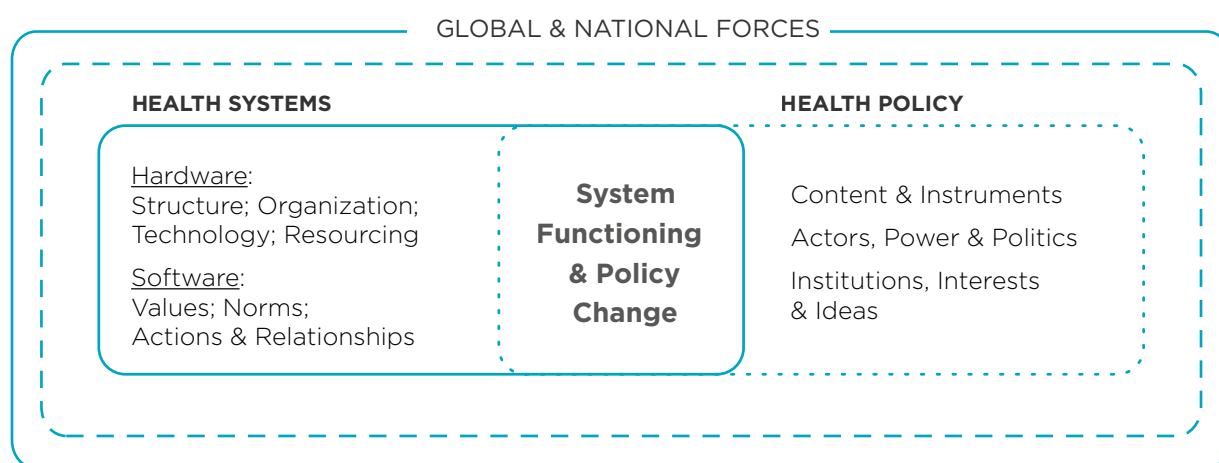 GLOBAL & NATIONAL FORCES
HEALTH SYSTEMS
Hardware:
Structure; Organization;
Technology; Resourcing
Software:
Values; Norms;
Actions & Relationships
System
Functioning
& Policy
Change
HEALTH POLICY
Content & Instruments
Actors, Power & Politics
Institutions, Interests
& Ideas